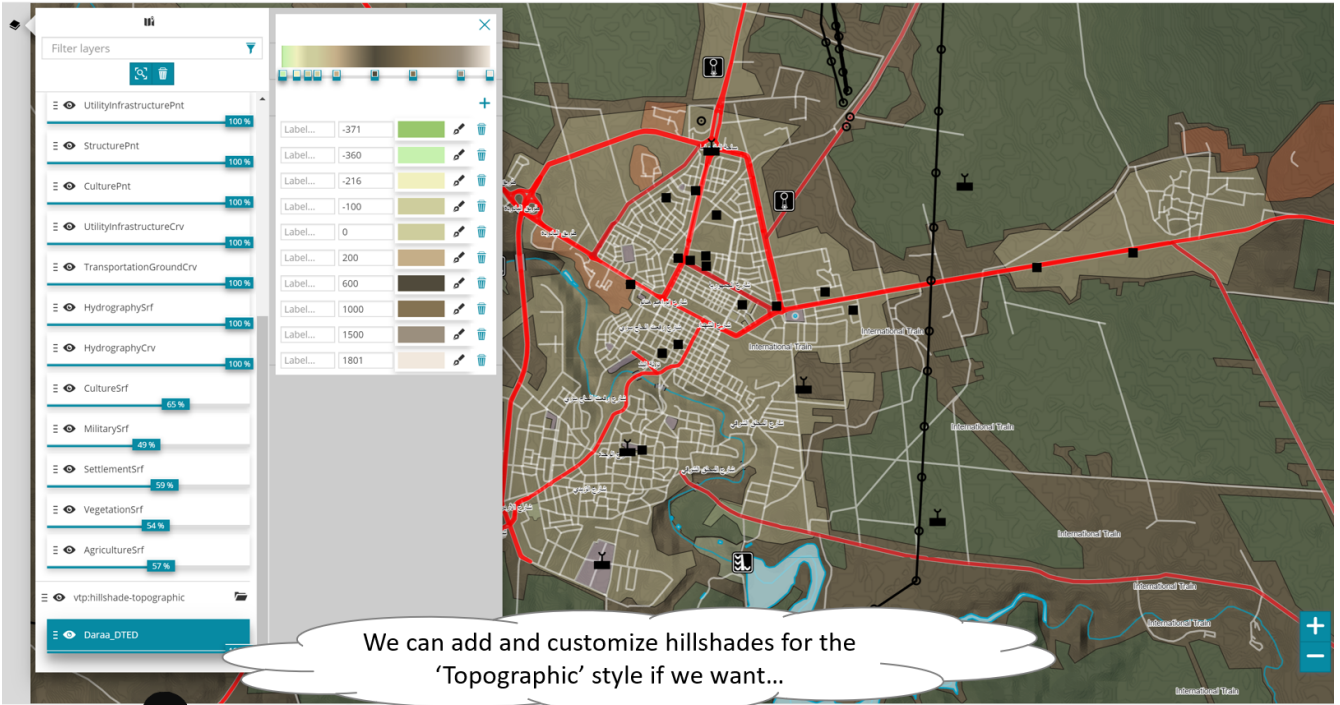 Filter layers
UtilityInfrastructurePnt
100 %
StructurePnt
100 %
CulturePnt
100 %
UtilityInfrastructureCrv
100 %
TransportationGroundCrv
100 %
HydrographySrf
100 %
HydrographyCrv
100 %
CultureSrf
65 %
MilitarySrf
49 %
SettlementSrf
59 %
VegetationSrf
54 %
AgricultureSrf
57 %
vtp:hillshade-topographic
Daraa_DTED
Label... -371
Label... -360
Label... -216
Label... -100
Label... 0
Label... 200
Label... 600
Label... 1000
Label... 1500
Label... 1801
International Train
International Train
International Train
International Train
International Train
International Train
International Train
We can add and customize hillshades for the
‘Topographic’ style if we want…